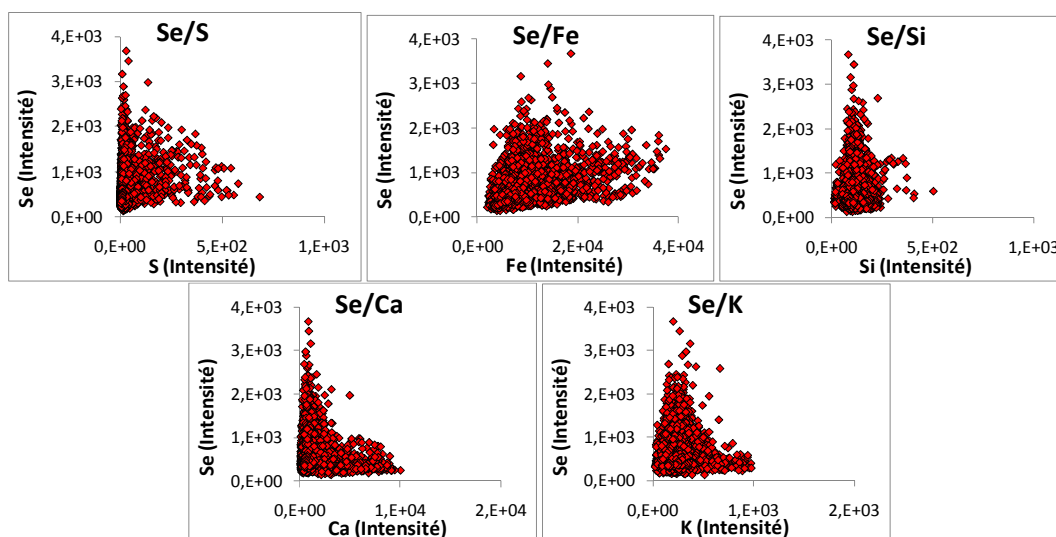 Se/S
Se (Intensité)
4,E+03
3,E+03
2,E+03
1,E+03
0,E+00
0,E+00 5,E+02 1,E+03
S (Intensité)
Se/Fe
Se (Intensité)
4,E+03
3,E+03
2,E+03
1,E+03
0,E+00
0,E+00 2,E+04 4,E+04
Fe (Intensité)
Se/Si
Se (Intensité)
4,E+03
3,E+03
2,E+03
1,E+03
0,E+00
0,E+00 5,E+02 1,E+03
Si (Intensité)
Se/Ca
Se (Intensité)
4,E+03
3,E+03
2,E+03
1,E+03
0,E+00
0,E+00 1,E+04 2,E+04
Ca (Intensité)
Se/K
Se (Intensité)
4,E+03
3,E+03
2,E+03
1,E+03
0,E+00
0,E+00 1,E+03 2,E+03
K (Intensité)